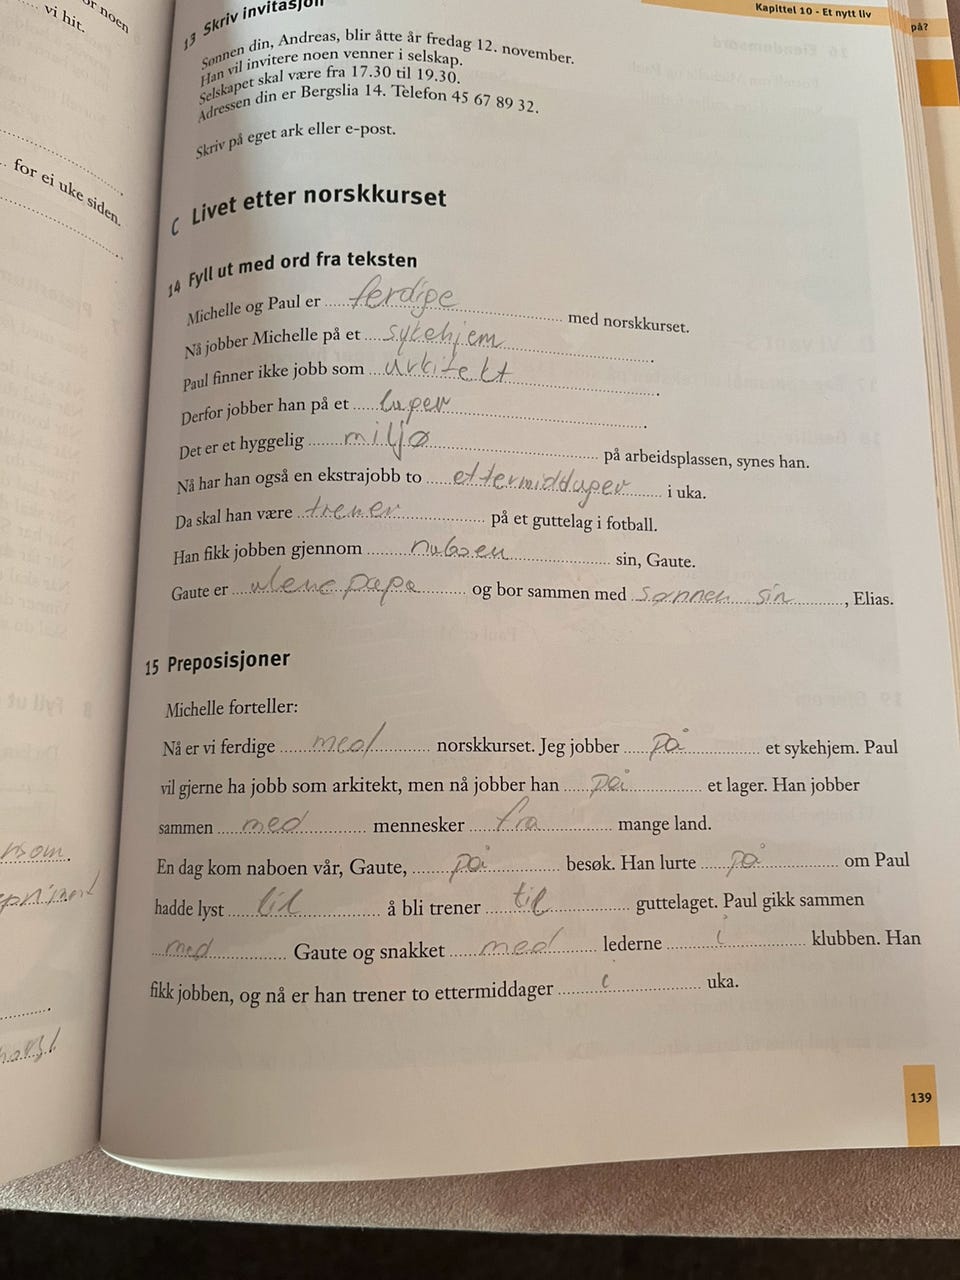 or noen
vi hit.
for ei uke siden.
Kapittel 10 - Et nytt liv
på?
13 Skriv invitasjon
Sønnen din, Andreas, blir åtte år fredag 12. november.
Han vil invitere noen venner i selskap.
Selskapet skal være fra 17.30 til 19.30.
Adressen din er Bergslia 14. Telefon 45 67 89 32.
Skriv på eget ark eller e-post.
C Livet etter norskkurset
14 Fyll ut med ord fra teksten
Michelle og Paul er ferdige med norskkurset.
Nå jobber Michelle på et sykehjem.
Paul finner ikke jobb som arkitekt.
Derfor jobber han på et lager.
Det er et hyggelig miljø på arbeidsplassen, synes han.
Nå har han også en ekstrajobb to ettermiddager i uka.
Da skal han være trener på et guttelag i fotball.
Han fikk jobben gjennom naboen sin, Gaute.
Gaute er alenepapa og bor sammen med sønnen sin, Elias.
15 Preposisjoner
Michelle forteller:
Nå er vi ferdige med norskkurset. Jeg jobber på et sykehjem. Paul
vil gjerne ha jobb som arkitekt, men nå jobber han på et lager. Han jobber
sammen med mennesker fra mange land.
En dag kom naboen vår, Gaute, på besøk. Han lurte på om Paul
hadde lyst til å bli trener til guttelaget. Paul gikk sammen
med Gaute og snakket med lederne i klubben. Han
fikk jobben, og nå er han trener to ettermiddager i uka.
139